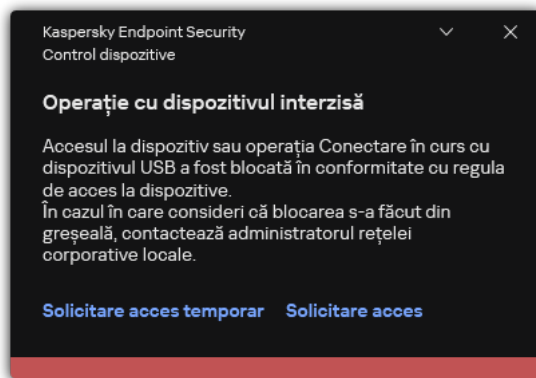 Kaspersky Endpoint Security
Control dispozitive
Operație cu dispozitivul interzisă
Accesul la dispozitiv sau operația Conectare în curs cu
dispozitivul USB a fost blocată în conformitate cu regula
de acces la dispozitive.
În cazul în care consideri că blocarea s-a făcut din
greșeală, contactează administratorul rețelei
corporative locale.
Solicitare acces temporar Solicitare acces